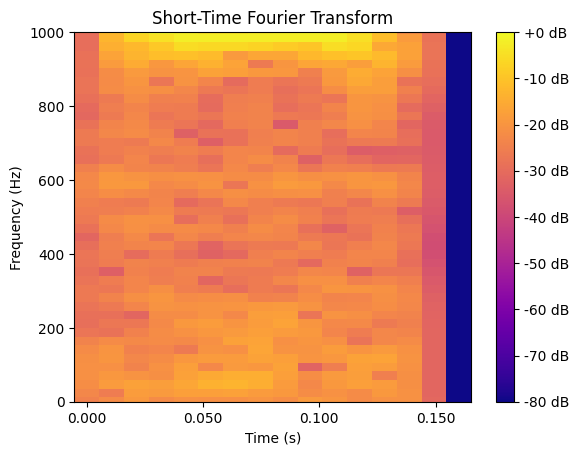 Short-Time Fourier Transform
Frequency (Hz)
1000
800
600
400
200
0
0.000
0.050
0.100
0.150
Time (s)
+0 dB
-10 dB
-20 dB
-30 dB
-40 dB
-50 dB
-60 dB
-70 dB
-80 dB